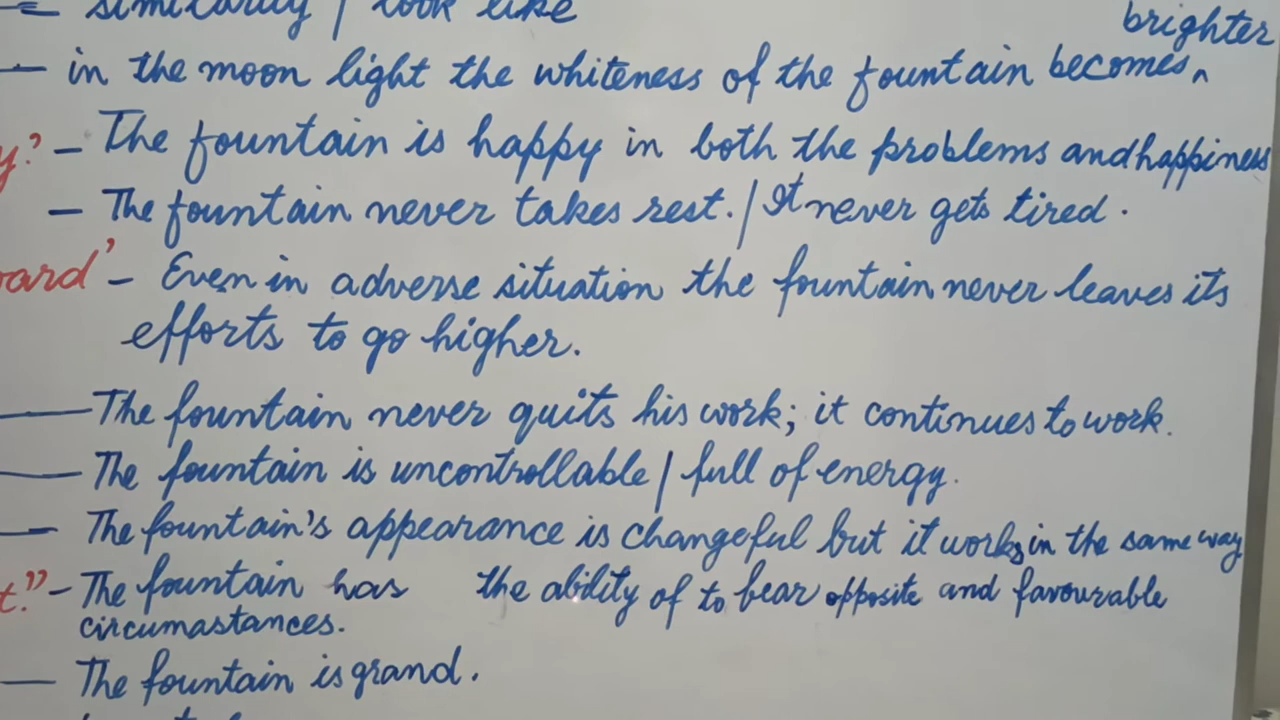 similarity / look like
brighter
— in the moon light the whiteness of the fountain becomes ^
y? – The fountain is happy in both the problems and happiness
– The fountain never takes rest. / It never gets tired.
oard' – Even in adverse situation the fountain never leaves its
efforts to go higher.
— The fountain never quits his work; it continues to work.
— The fountain is uncontrollable / full of energy.
— The fountain's appearance is changeful but it works in the same way
t." – The fountain has the ability of to bear opposite and favourable
circumastances.
— The fountain is grand.